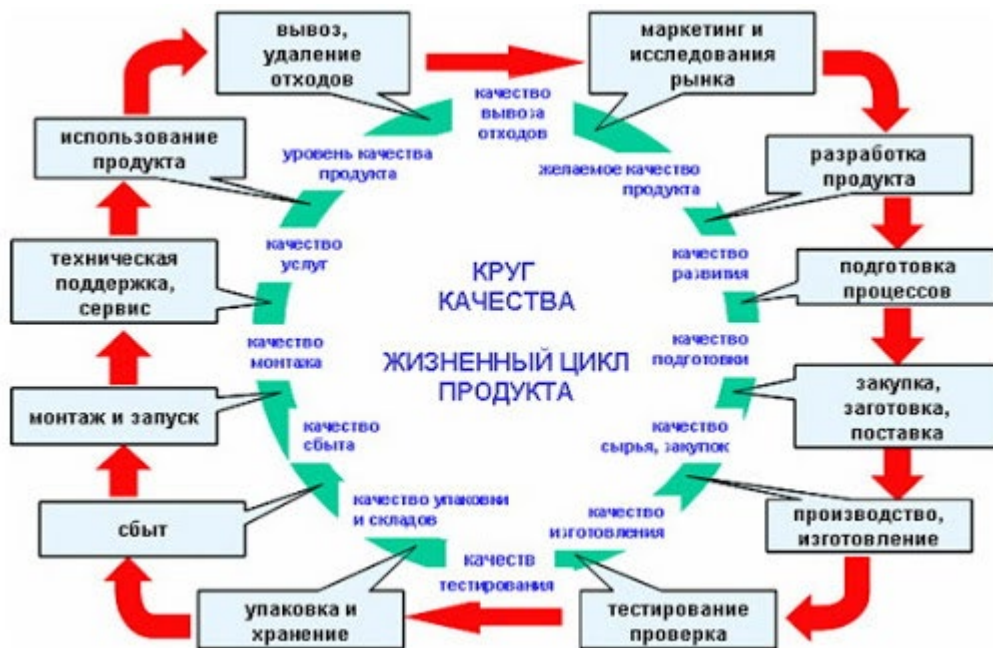 вывоз,
удаление
отходов
маркетинг и
исследования
рынка
разработка
продукта
подготовка
процессов
закупка,
заготовка,
поставка
производство,
изготовление
тестирование
проверка
упаковка и
хранение
сбыт
монтаж и запуск
техническая
поддержка,
сервис
использование
продукта
качество
вывоза
отходов
желаемое качество
продукта
качество
развития
качество
подготовки
качество
сырья, закупок
качество
изготовления
качеств
тестирования
качество упаковки
и складов
качество
сбыта
качество
монтажа
качество
услуг
уровень качества
продукта
КРУГ
КАЧЕСТВА
ЖИЗНЕННЫЙ ЦИКЛ
ПРОДУКТА